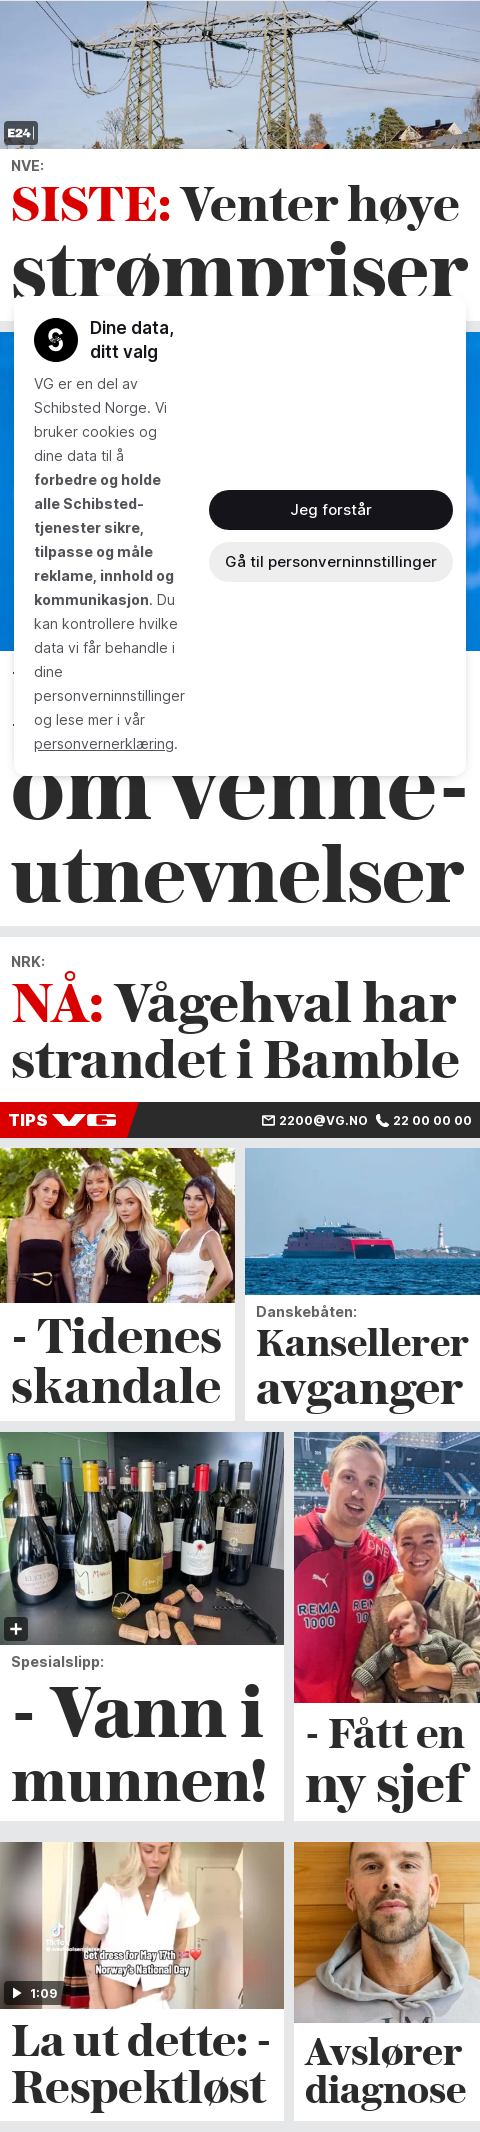 E24
NVE:
SISTE: Venter høye
strømpriser
Dine data,
ditt valg
VG er en del av
Schibsted Norge. Vi
bruker cookies og
dine data til å
forbedre og holde
alle Schibsted-
tjenester sikre,
tilpasse og måle
reklame, innhold og
kommunikasjon. Du
kan kontrollere hvilke
data vi får behandle i
dine
personverninnstillinger
og lese mer i vår
personvernerklæring.
Jeg forstår
Gå til personverninnstillinger
om venne-
utnevnelser
NRK:
NÅ: Vågehval har
strandet i Bamble
TIPS VG 2200@VG.NO 22 00 00 00
- Tidenes
skandale
Danskebåten:
Kansellerer
avganger
Spesialslipp:
- Vann i
munnen!
DNB
REMA
1000
REMA
1000
- Fått en
ny sjef
TikTok
Get dress for May 17th
Norway's National Day
1:09
La ut dette: -
Respektløst
Avslører
diagnose